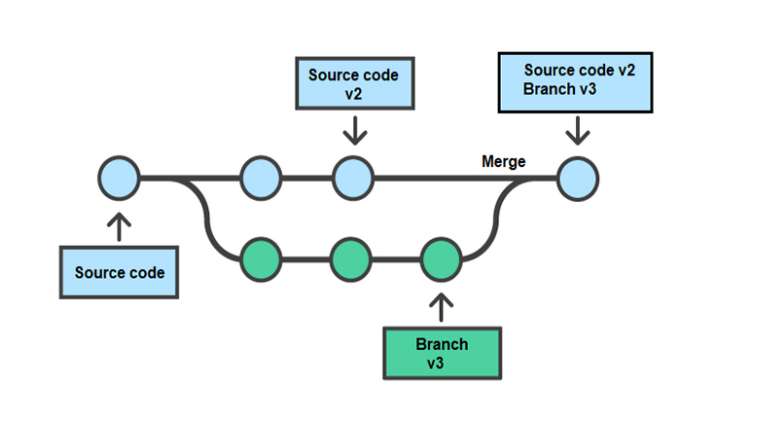 Source code
v2
Source code v2
Branch v3
Merge
Source code
Branch
v3